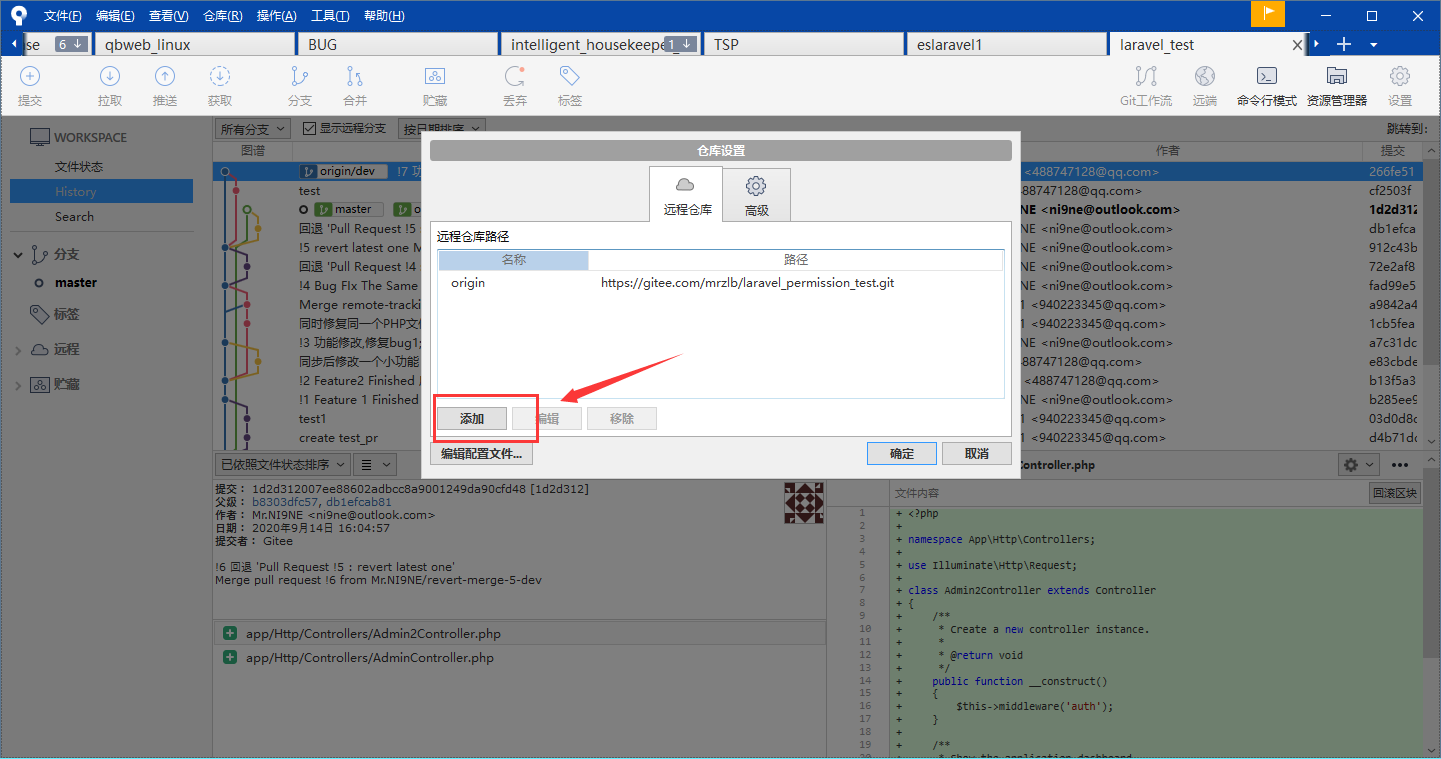 文件(F) 编辑(E) 查看(V) 仓库(R) 操作(A) 工具(T) 帮助(H)
se 6 qbweb_linux BUG intelligent_housekeepe 1 TSP eslaravel1 laravel_test
提交 拉取 推送 获取 分支 合并 贮藏 丢弃 标签 Git工作流 远端 命令行模式 资源管理器 设置
WORKSPACE
文件状态
History
Search
分支
master
标签
远程
贮藏
所有分支 显示远程分支 按日期排序 跳转到:
图谱 作者 提交
origin/dev !7 功 <488747128@qq.com> 266fe51
test 488747128@qq.com> cf2503f
master o NE <ni9ne@outlook.com> 1d2d312
回退 'Pull Request !5 NE <ni9ne@outlook.com> db1efca
!5 revert latest one M NE <ni9ne@outlook.com> 912c43b
回退 'Pull Request !4 NE <ni9ne@outlook.com> 72e2af8
!4 Bug FIx The Same NE <ni9ne@outlook.com> fad99e5
Merge remote-tracki 1 <940223345@qq.com> a9842a4
同时修复同一个PHP文件 1 <940223345@qq.com> 1cb5fea
!3 功能修改,修复bug1; <940223345@qq.com> a7c31dc
同步后修改一个小功能 488747128@qq.com> e83cbde
!2 Feature2 Finished <488747128@qq.com> b13f5a3
!1 Feature 1 Finished NE <ni9ne@outlook.com> b285ee9
test1 1 <940223345@qq.com> 03d0d8c
create test_pr 1 <940223345@qq.com> d4b71dc
仓库设置
远程仓库 高级
远程仓库路径
名称 路径
origin https://gitee.com/mrzlb/laravel_permission_test.git
添加 编辑 移除
编辑配置文件... 确定 取消
已依照文件状态排序 Controller.php
提交: 1d2d312007ee88602adbcc8a9001249da90cfd48 [1d2d312]
父级: b8303dfc57, db1efcab81
作者: Mr.NI9NE <ni9ne@outlook.com>
日期: 2020年9月14日 16:04:57
提交者: Gitee
!6 回退 'Pull Request !5 : revert latest one'
Merge pull request !6 from Mr.NI9NE/revert-merge-5-dev
app/Http/Controllers/Admin2Controller.php
app/Http/Controllers/AdminController.php
文件内容 回滚区块
1 + <?php
2 +
3 + namespace App\Http\Controllers;
4 +
5 + use Illuminate\Http\Request;
6 +
7 + class Admin2Controller extends Controller
8 + {
9 + /**
10 + * Create a new controller instance.
11 + *
12 + * @return void
13 + */
14 + public function __construct()
15 + {
16 + $this->middleware('auth');
17 + }
18 +
19 + /**
20 + * Show the application dashboard.